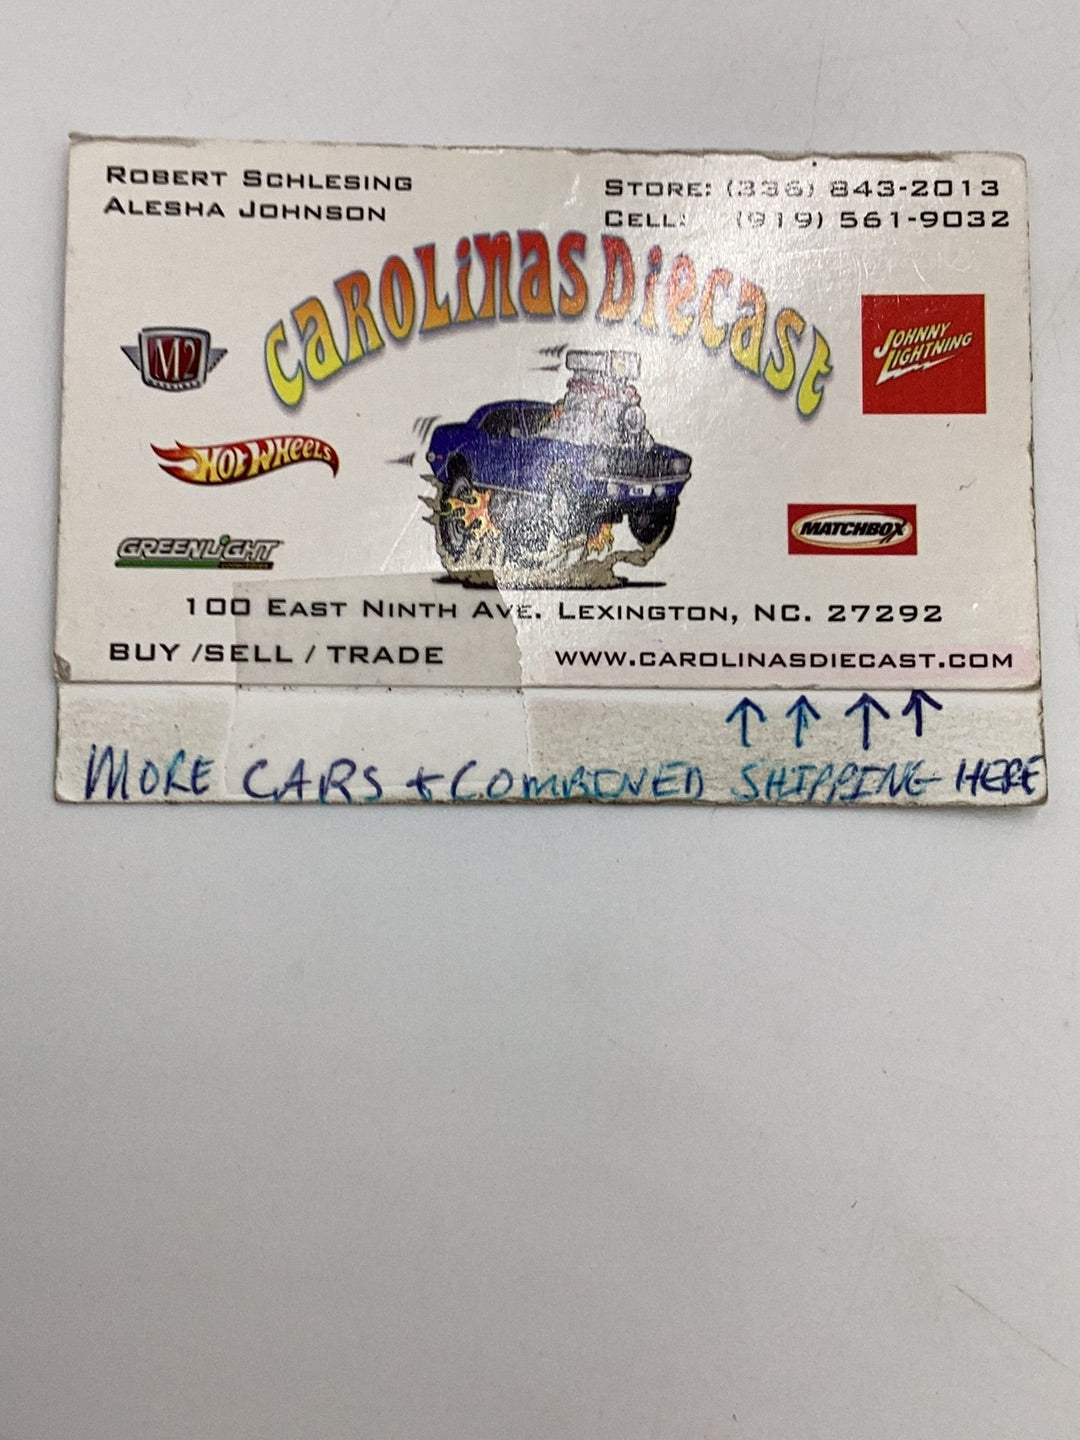 ROBERT SCHLESING
ALESHA JOHNSON
STORE: (336) 843-2013
CELL: (919) 561-9032
CAROLINAS DIECAST
M2
JOHNNY LIGHTNING
HOT WHEELS
MATCHBOX
GREENLIGHT
100 EAST NINTH AVE. LEXINGTON, NC. 27292
BUY /SELL / TRADE
WWW.CAROLINASDIECAST.COM
↑ ↑ ↑ ↑
MORE CARS + COMBINED SHIPPING HERE